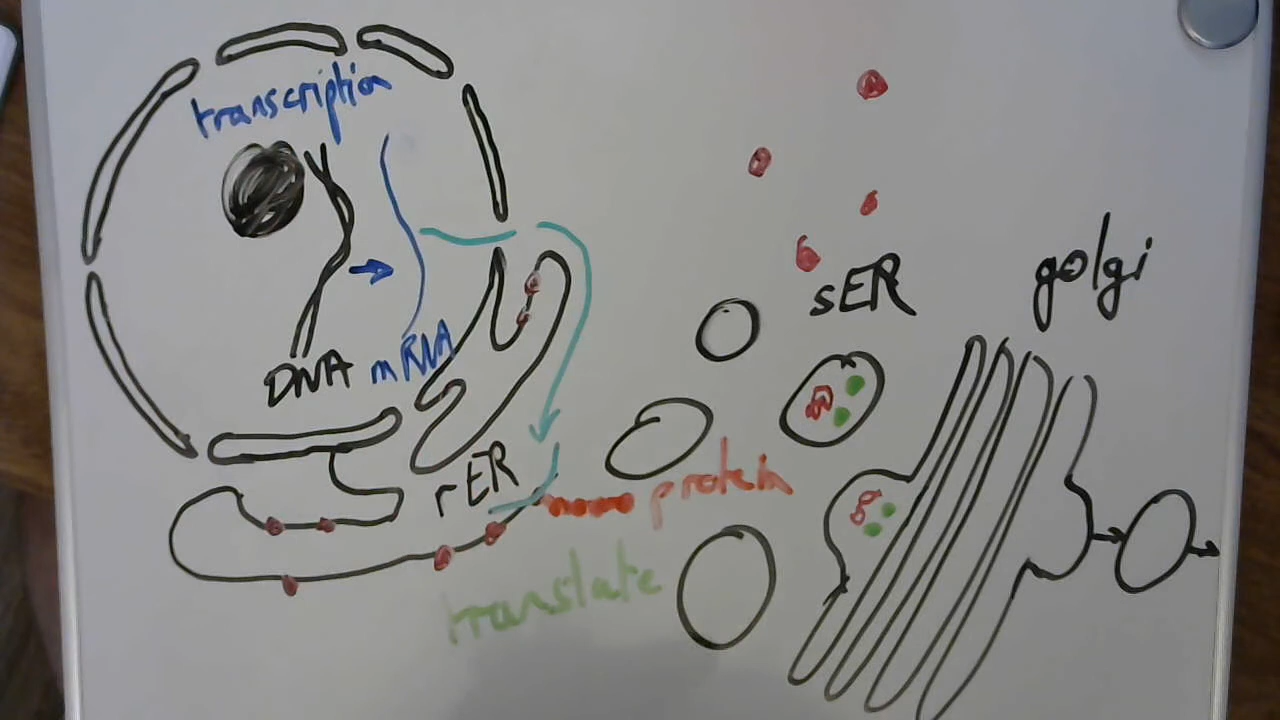 transcription
DNA
mRNA
rER
translate
protein
sER
golgi